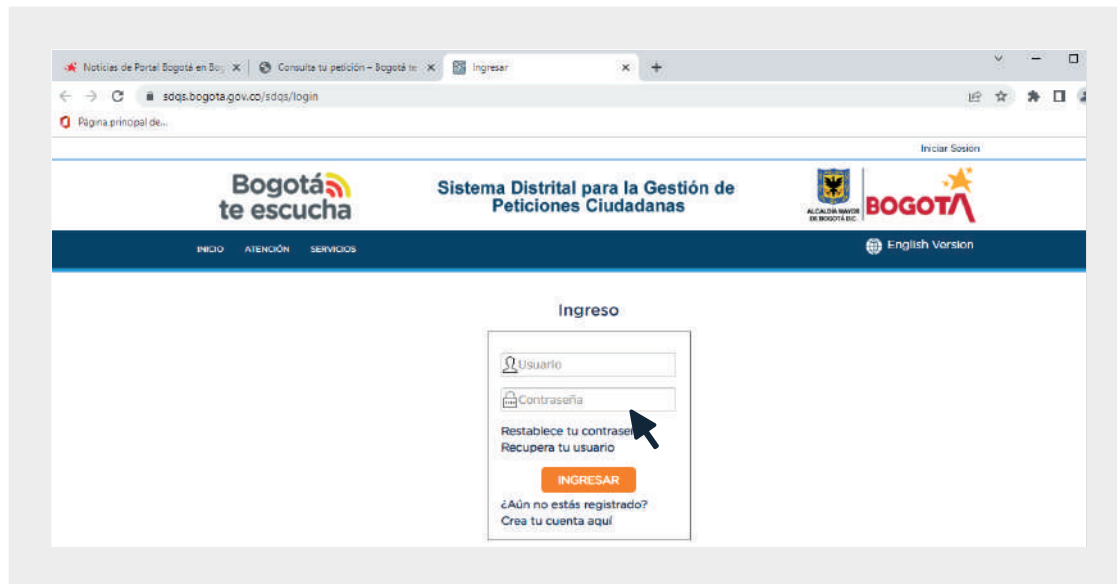 Noticias de Portal Bogotá en Bog
Consulta tu petición – Bogotá te
Ingresar
sdqs.bogota.gov.co/sdqs/login
Página principal de...
Iniciar Sesión
Bogotá
te escucha
Sistema Distrital para la Gestión de
Peticiones Ciudadanas
ALCALDÍA MAYOR
DE BOGOTÁ D.C.
BOGOTÁ
INICIO ATENCIÓN SERVICIOS
English Version
Ingreso
Usuario
Contraseña
Restablece tu contrase
Recupera tu usuario
INGRESAR
¿Aún no estás registrado?
Crea tu cuenta aquí